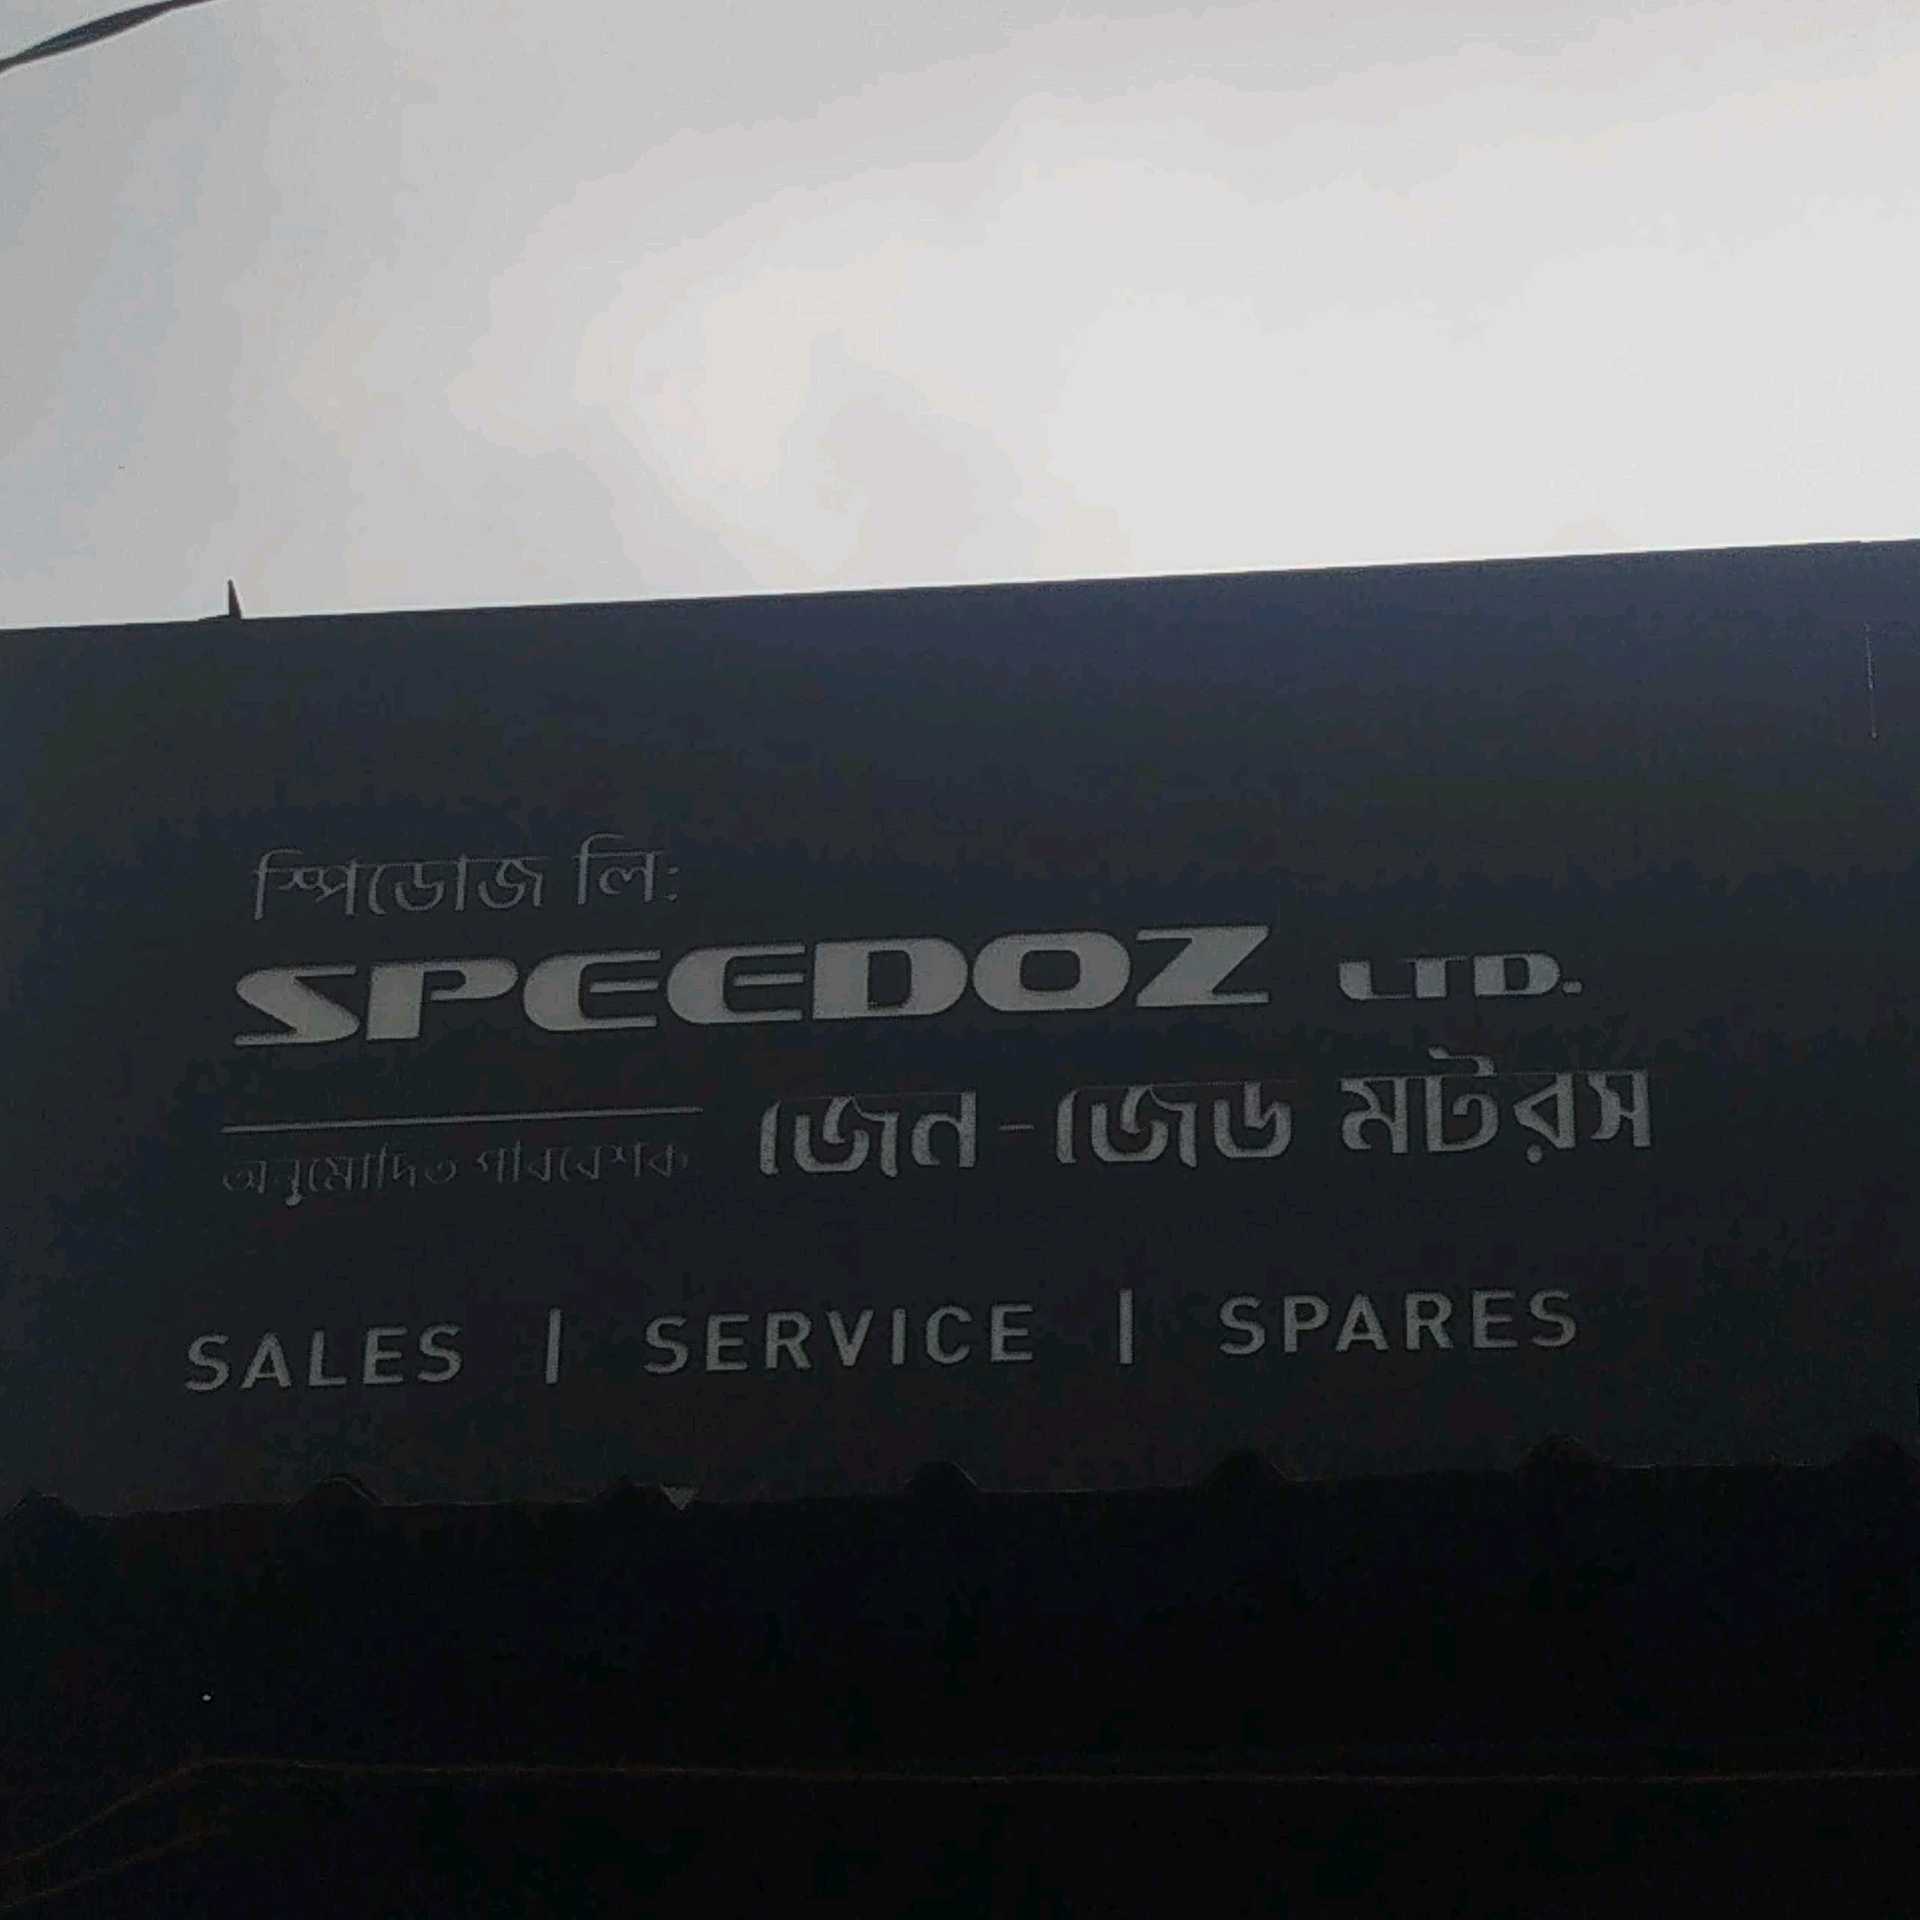 স্পিডোজ লি:
SPEEDOZ LTD.
অনুমোদিত পরিবেশক জেন-জেড মটরস
SALES | SERVICE | SPARES